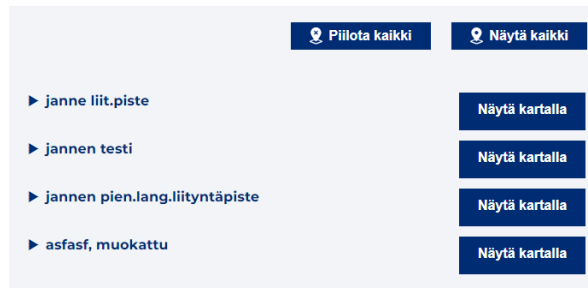 Piilota kaikki Näytä kaikki
janne liit.piste Näytä kartalla
jannen testi Näytä kartalla
jannen pien.lang.liityntäpiste Näytä kartalla
asfasf, muokattu Näytä kartalla